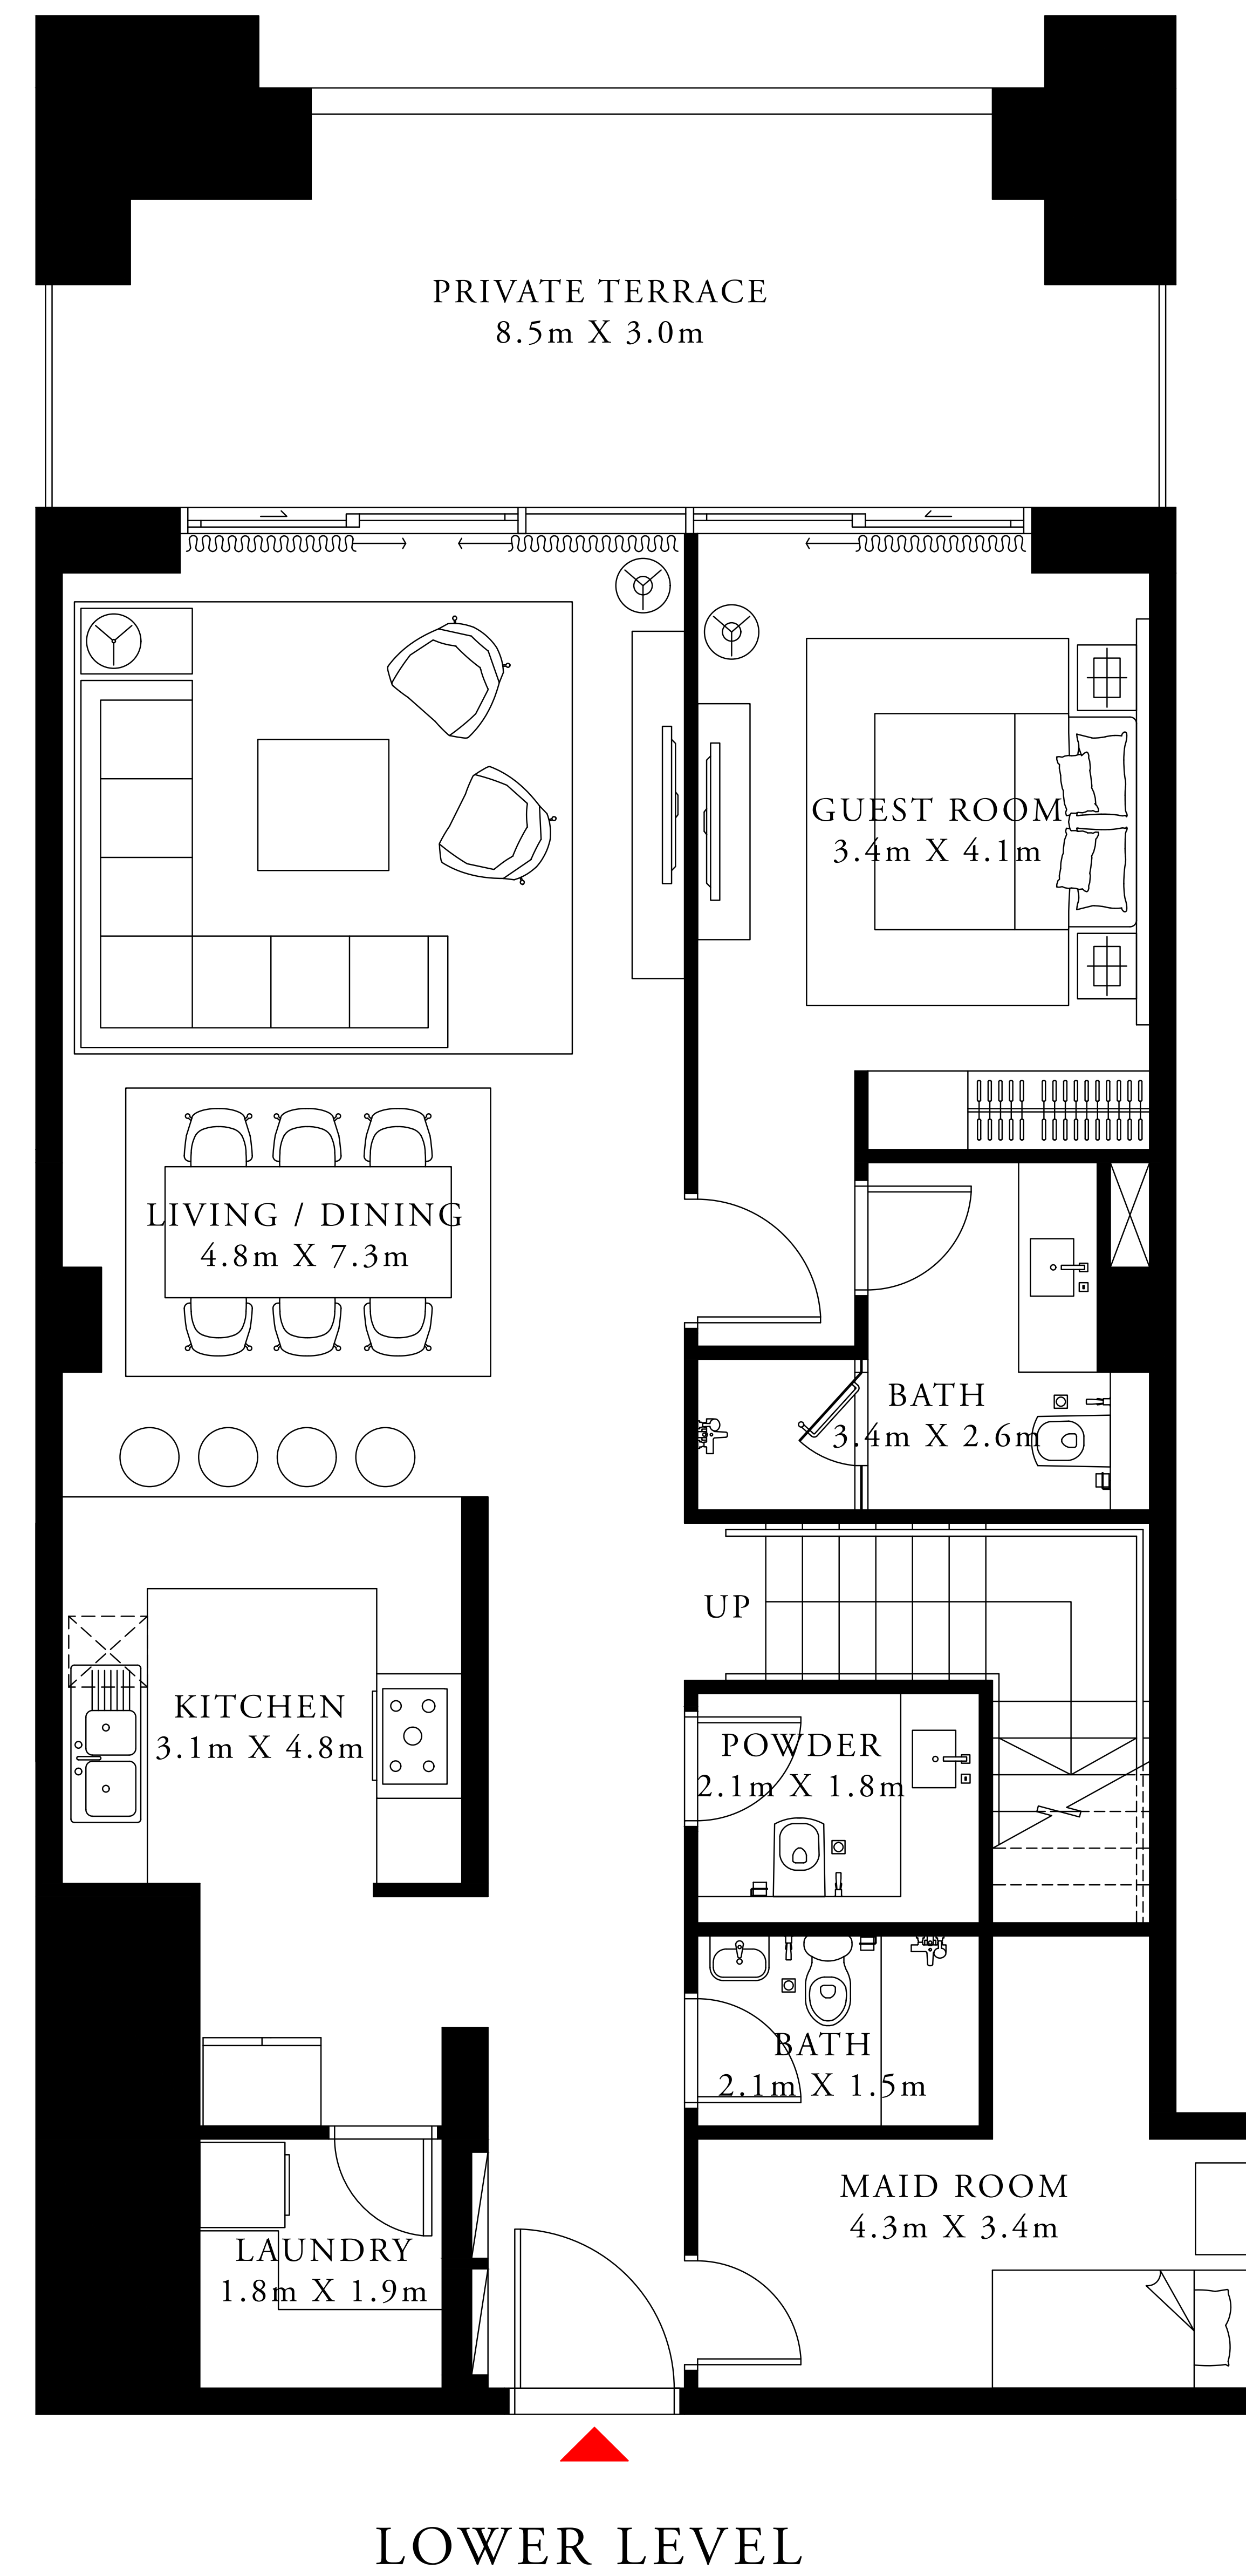 PRIVATE TERRACE
8.5m X 3.0m
GUEST ROOM
3.4m X 4.1m
LIVING / DINING
4.8m X 7.3m
BATH
3.4m X 2.6m
UP
KITCHEN
3.1m X 4.8m
POWDER
2.1m X 1.8m
BATH
2.1m X 1.5m
MAID ROOM
4.3m X 3.4m
LAUNDRY
1.8m X 1.9m
LOWER LEVEL